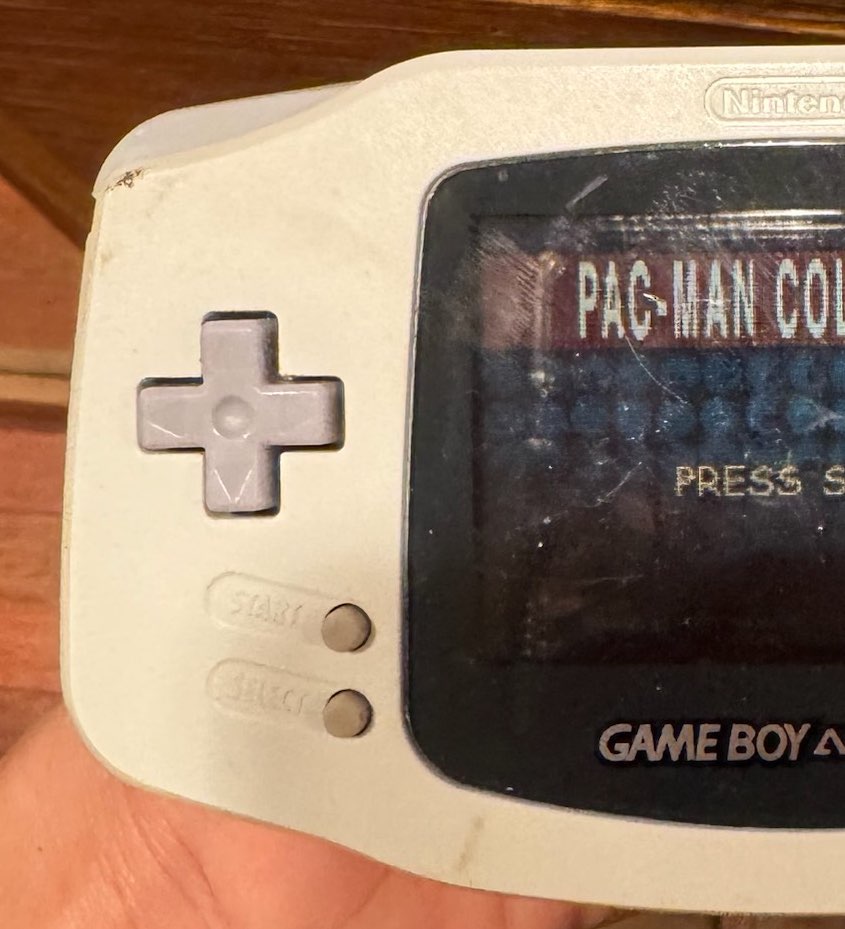 Ninten
PAC-MAN COL
PRESS S
START
SELECT
GAME BOY A